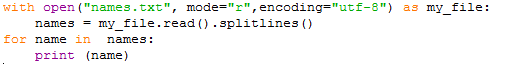 with open("names.txt", mode="r",encoding="utf-8") as my_file:
    names = my_file.read().splitlines()
for name in  names:
    print (name)